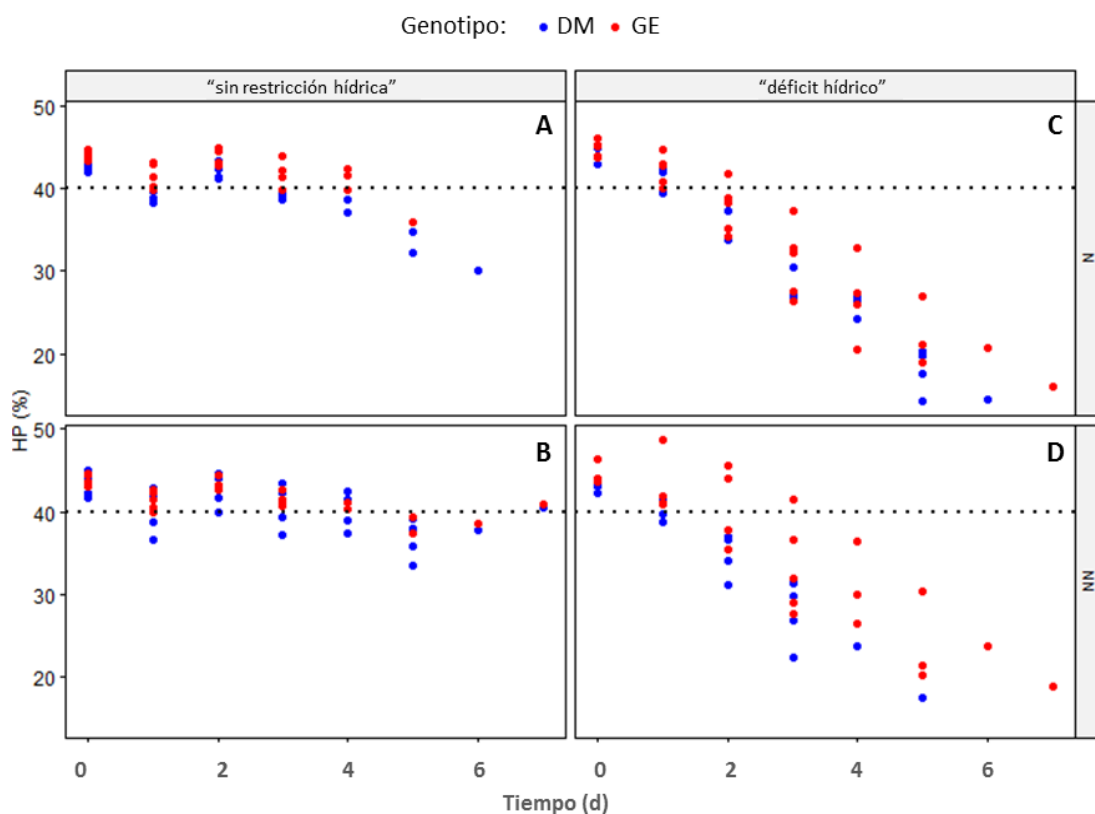 Genotipo: DM GE
“sin restricción hídrica” “déficit hídrico”
50 A C
40
30
20
N
HP (%)
50 B D
40
30
20
NN
0 2 4 6 0 2 4 6
Tiempo (d)